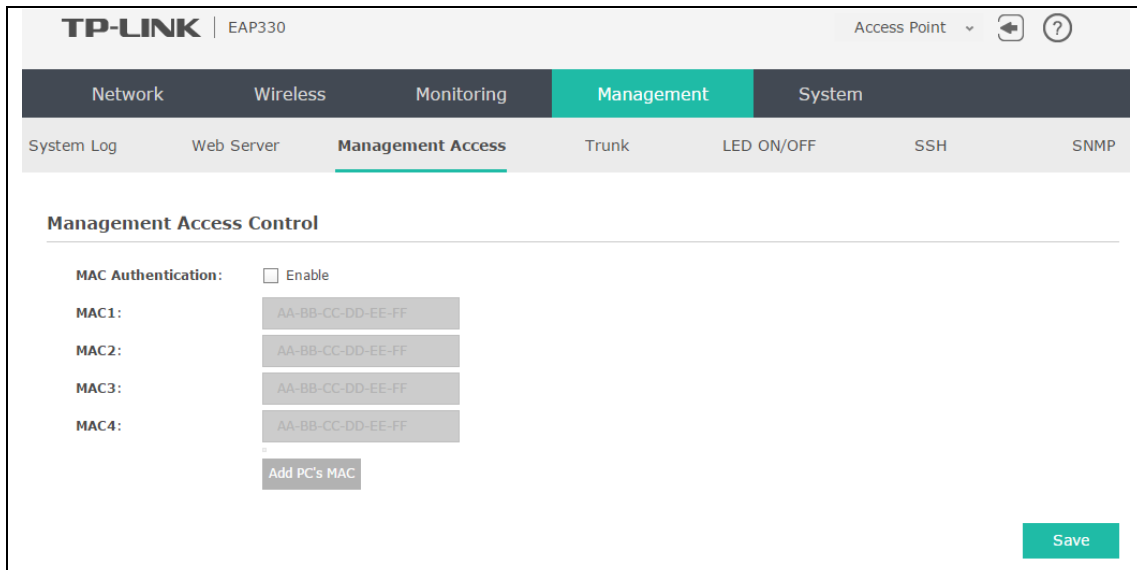 TP-LINK | EAP330 Access Point ?
Network Wireless Monitoring Management System
System Log Web Server Management Access Trunk LED ON/OFF SSH SNMP
Management Access Control
MAC Authentication: Enable
MAC1: AA-BB-CC-DD-EE-FF
MAC2: AA-BB-CC-DD-EE-FF
MAC3: AA-BB-CC-DD-EE-FF
MAC4: AA-BB-CC-DD-EE-FF
Add PC's MAC
Save